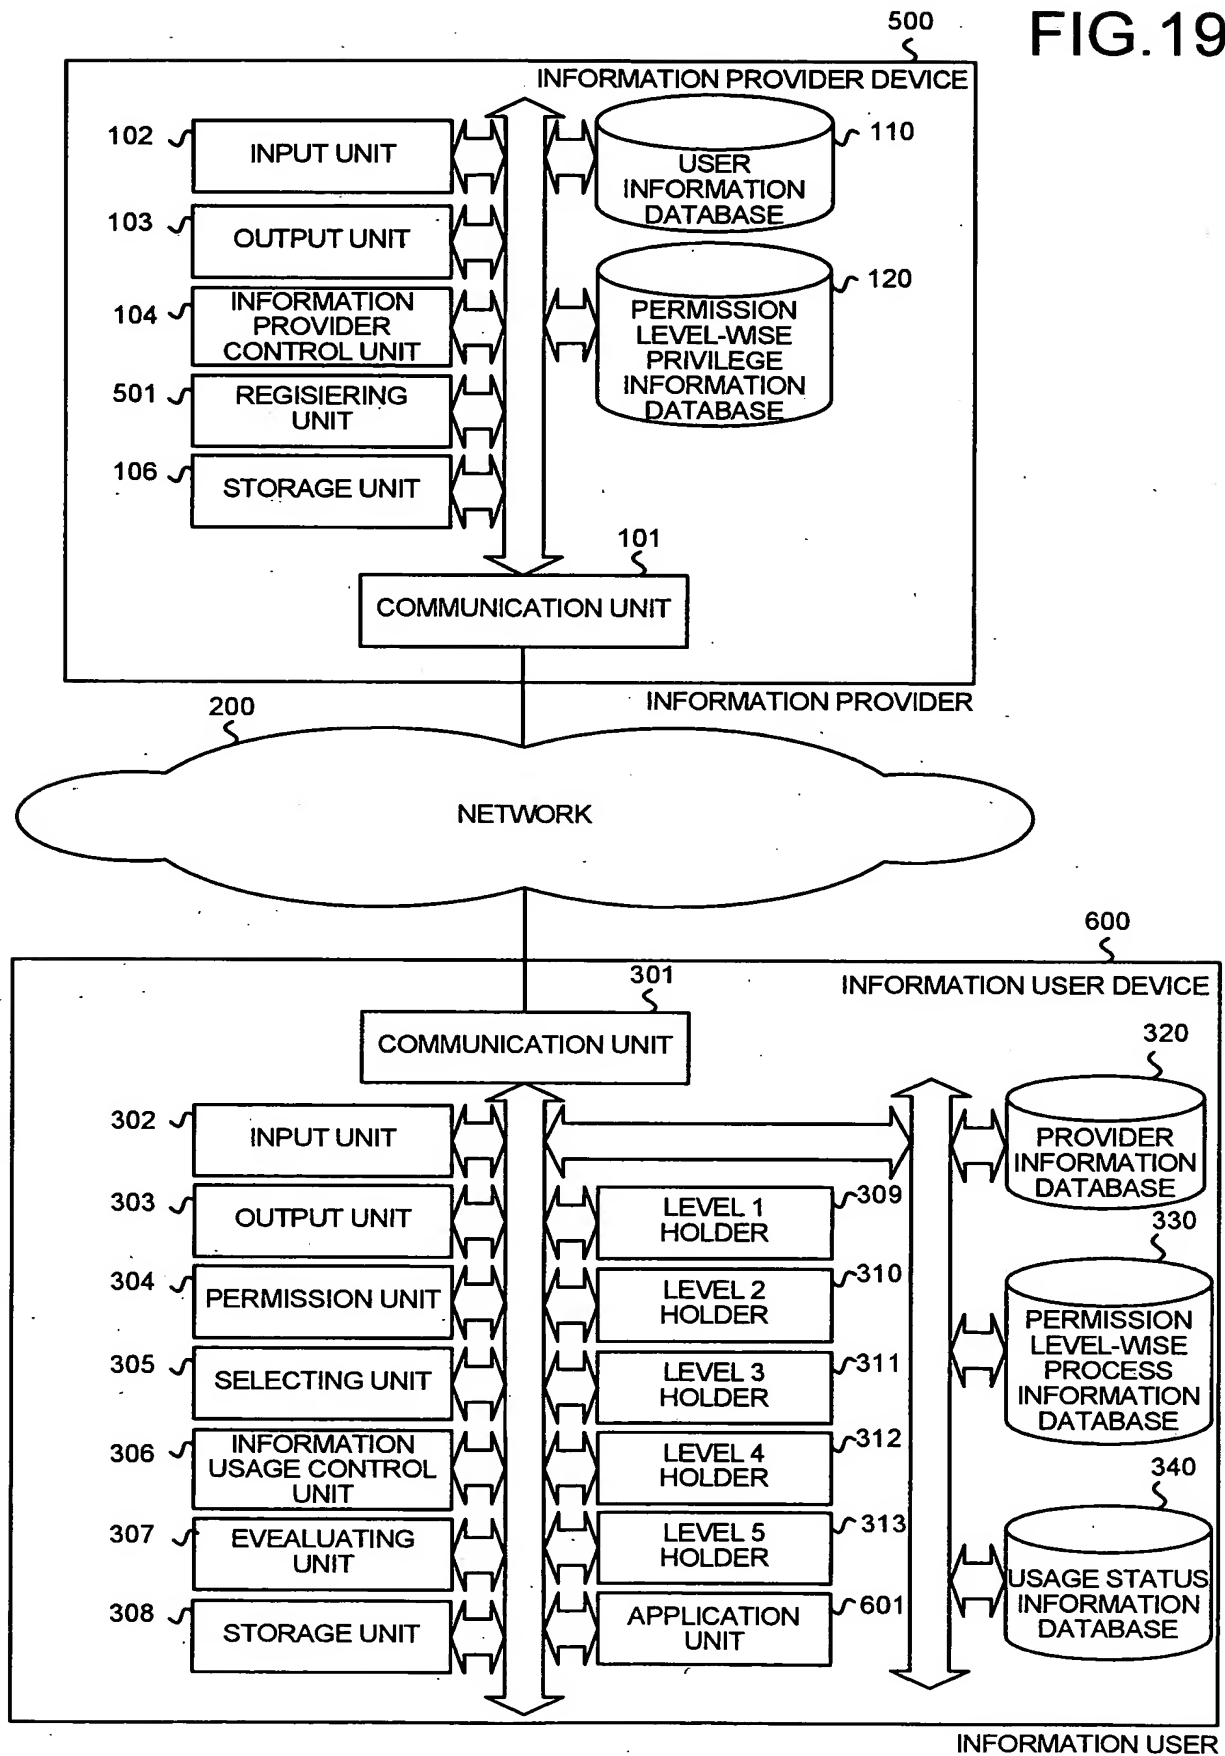 FIG.19
500
INFORMATION PROVIDER DEVICE
102
INPUT UNIT
110
USER
INFORMATION
DATABASE
103
OUTPUT UNIT
104
INFORMATION
PROVIDER
CONTROL UNIT
120
PERMISSION
LEVEL-WISE
PRIVILEGE
INFORMATION
DATABASE
501
REGISIERING
UNIT
106
STORAGE UNIT
101
COMMUNICATION UNIT
INFORMATION PROVIDER
200
NETWORK
600
INFORMATION USER DEVICE
301
COMMUNICATION UNIT
320
PROVIDER
INFORMATION
DATABASE
302
INPUT UNIT
303
OUTPUT UNIT
309
LEVEL 1
HOLDER
330
PERMISSION
LEVEL-WISE
PROCESS
INFORMATION
DATABASE
304
PERMISSION UNIT
310
LEVEL 2
HOLDER
305
SELECTING UNIT
311
LEVEL 3
HOLDER
306
INFORMATION
USAGE CONTROL
UNIT
312
LEVEL 4
HOLDER
340
USAGE STATUS
INFORMATION
DATABASE
307
EVEALUATING
UNIT
313
LEVEL 5
HOLDER
308
STORAGE UNIT
601
APPLICATION
UNIT
INFORMATION USER